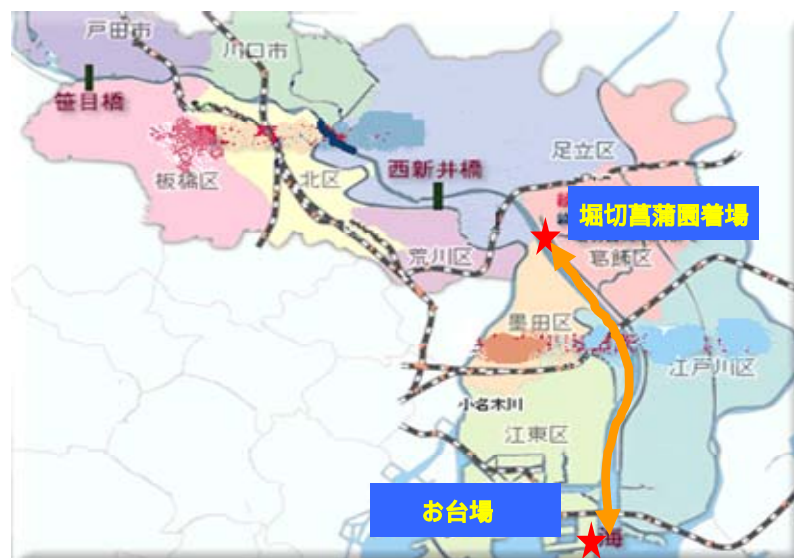 戸田市
川口市
笹目橋
足立区
板橋区
北区
西新井橋
堀切菖蒲園着場
荒川区
葛飾区
墨田区
江戸川区
小名木川
江東区
お台場
海